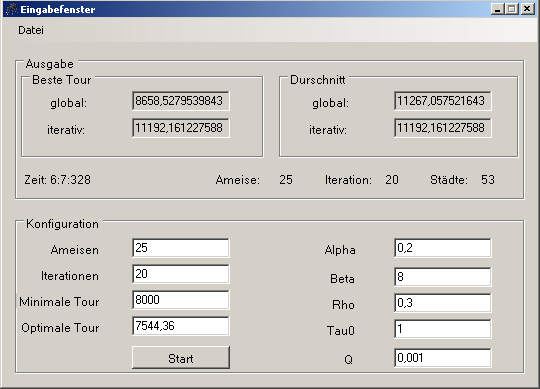 Eingabefenster
Datei
Ausgabe
Beste Tour
global: 8658,5279539843
iterativ: 11192,161227588
Durschnitt
global: 11267,057521643
iterativ: 11192,161227588
Zeit: 6:7:328 Ameise: 25 Iteration: 20 Städte: 53
Konfiguration
Ameisen 25
Iterationen 20
Minimale Tour 8000
Optimale Tour 7544,36
Start
Alpha 0,2
Beta 8
Rho 0,3
Tau0 1
Q 0,001